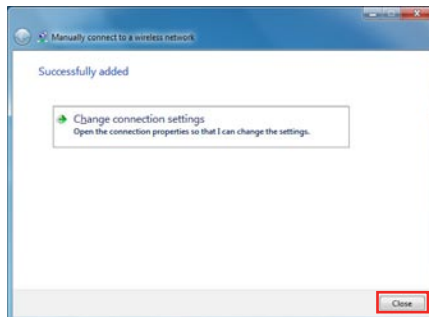 Manually connect to a wireless network
Successfully added
Change connection settings
Open the connection properties so that I can change the settings.
Close